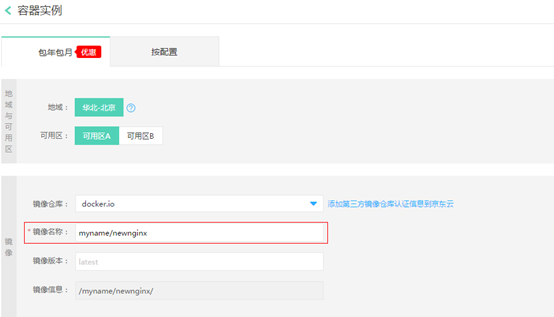 容器实例
包年包月 优惠 按配置
地域与可用区
地域： 华北-北京 ?
可用区： 可用区A 可用区B
镜像
镜像仓库： docker.io 添加第三方镜像仓库认证信息到京东云
* 镜像名称： myname/newnginx
镜像版本： latest
镜像信息： /myname/newnginx/